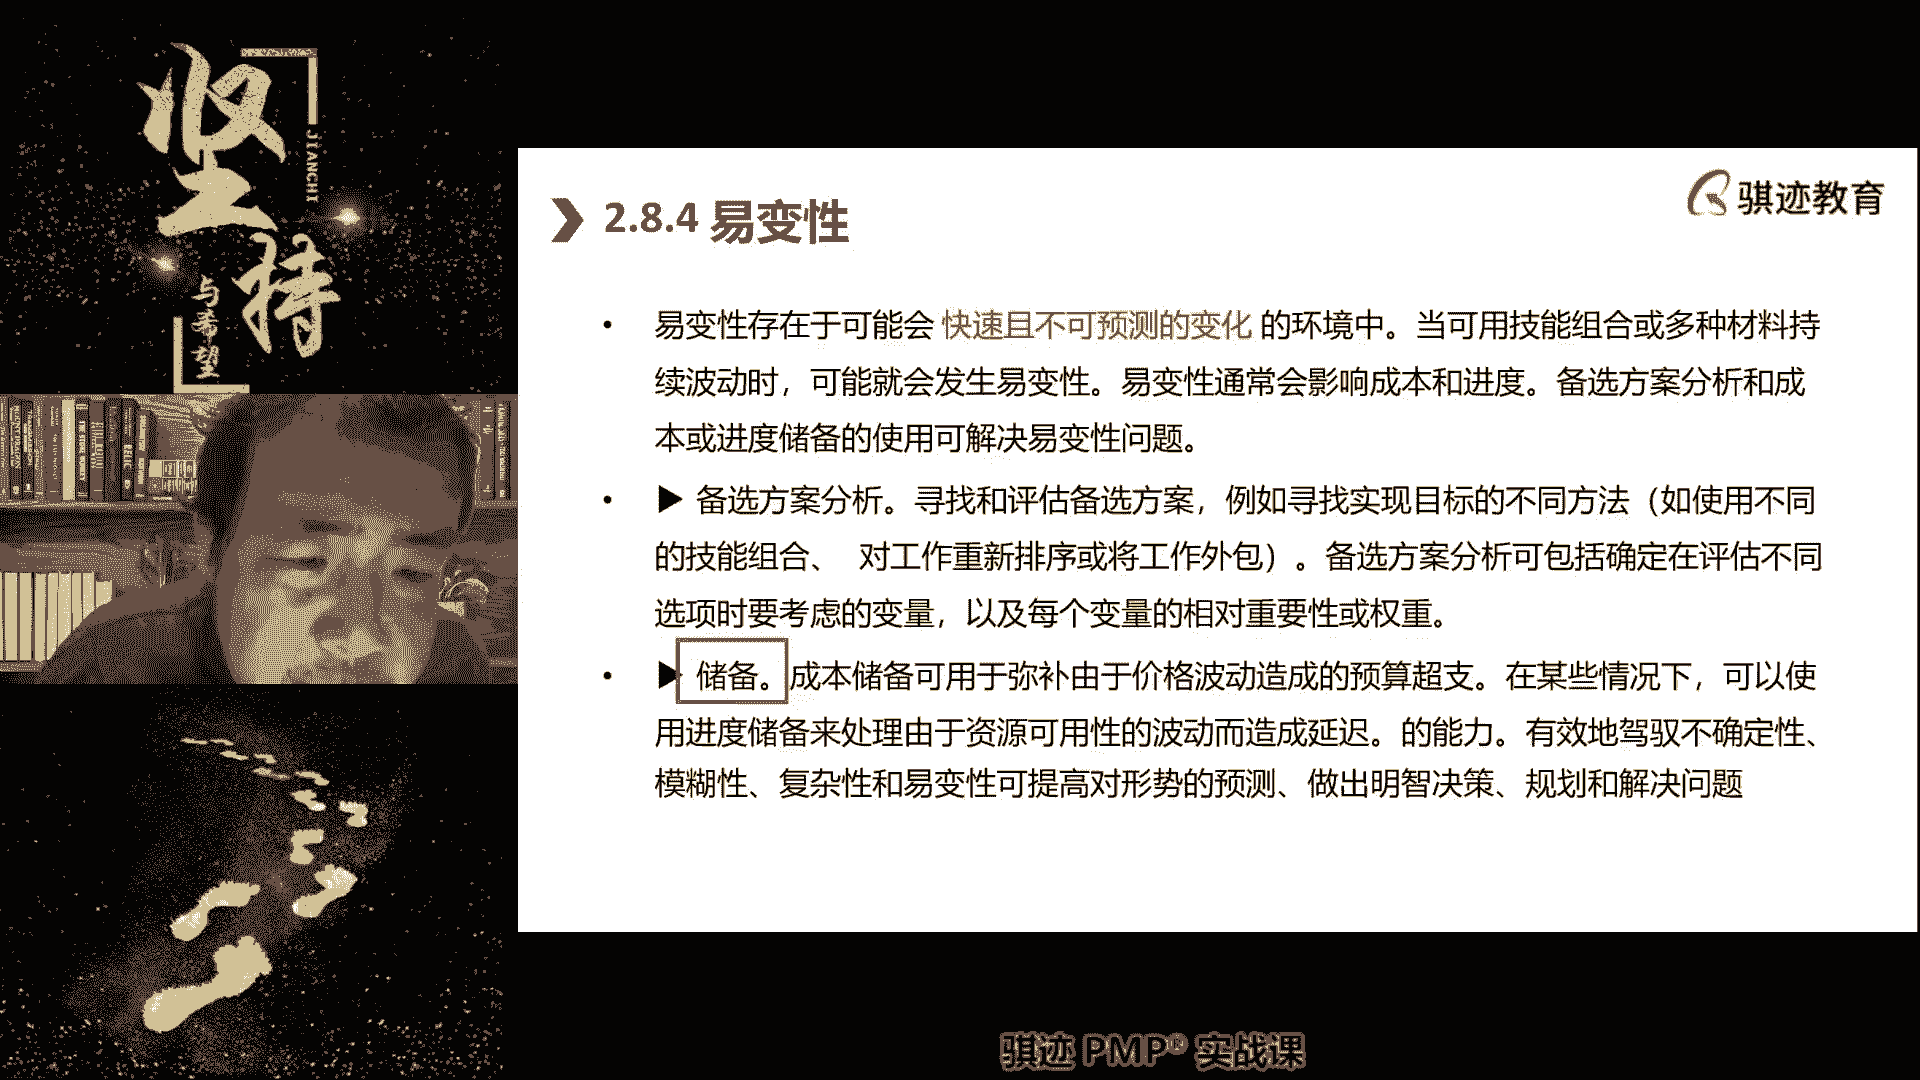 坚持
JIANCHI
与希望
骐迹教育
2.8.4 易变性
• 易变性存在于可能会 快速且不可预测的变化 的环境中。当可用技能组合或多种材料持
续波动时，可能就会发生易变性。易变性通常会影响成本和进度。备选方案分析和成
本或进度储备的使用可解决易变性问题。
• ▶ 备选方案分析。寻找和评估备选方案，例如寻找实现目标的不同方法（如使用不同
的技能组合、 对工作重新排序或将工作外包）。备选方案分析可包括确定在评估不同
选项时要考虑的变量，以及每个变量的相对重要性或权重。
• ▶ 储备。成本储备可用于弥补由于价格波动造成的预算超支。在某些情况下，可以使
用进度储备来处理由于资源可用性的波动而造成延迟。的能力。有效地驾驭不确定性、
模糊性、复杂性和易变性可提高对形势的预测、做出明智决策、规划和解决问题
骐迹 PMP® 实战课